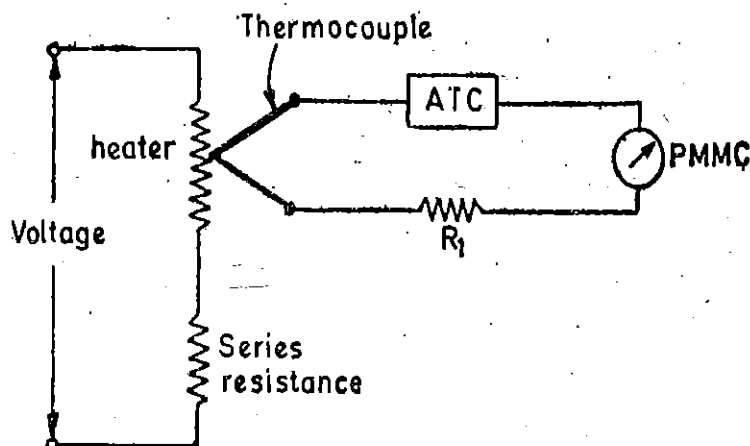 Thermocouple
ATC
heater
PMMC
Voltage
R1
Series
resistance